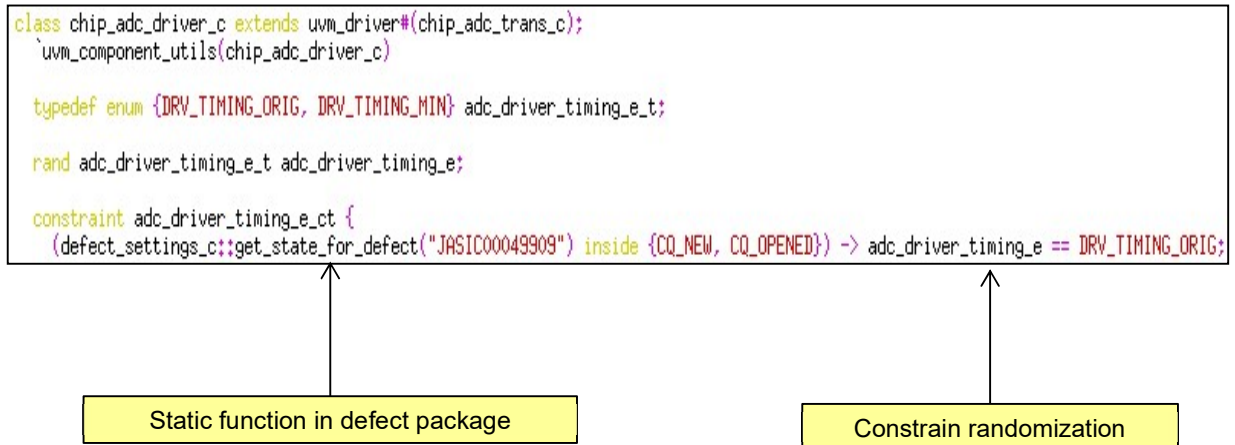 class chip_adc_driver_c extends uvm_driver#(chip_adc_trans_c);
`uvm_component_utils(chip_adc_driver_c)
typedef enum {DRV_TIMING_ORIG, DRV_TIMING_MIN} adc_driver_timing_e_t;
rand adc_driver_timing_e_t adc_driver_timing_e;
constraint adc_driver_timing_e_ct {
(defect_settings_c::get_state_for_defect("JASIC00049909") inside {CQ_NEW, CQ_OPENED}) -> adc_driver_timing_e == DRV_TIMING_ORIG;
Static function in defect package
Constrain randomization